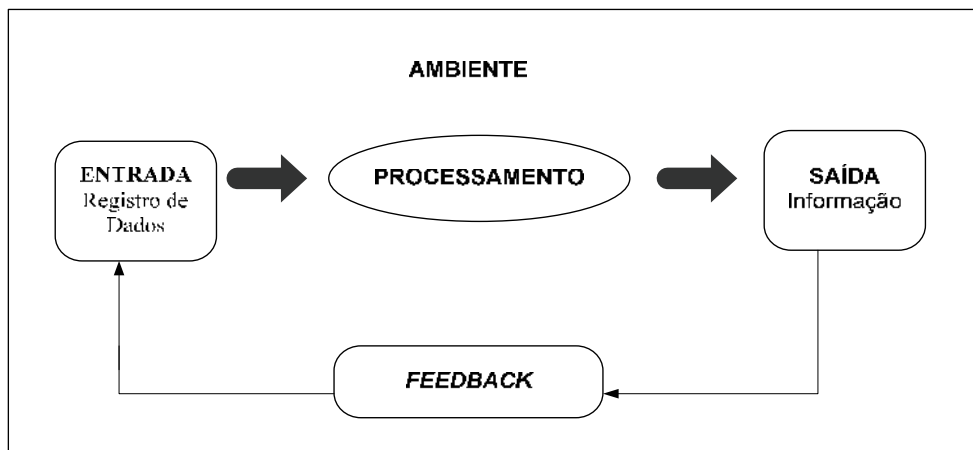 AMBIENTE
ENTRADA
Registro de
Dados
PROCESSAMENTO
SAÍDA
Informação
FEEDBACK